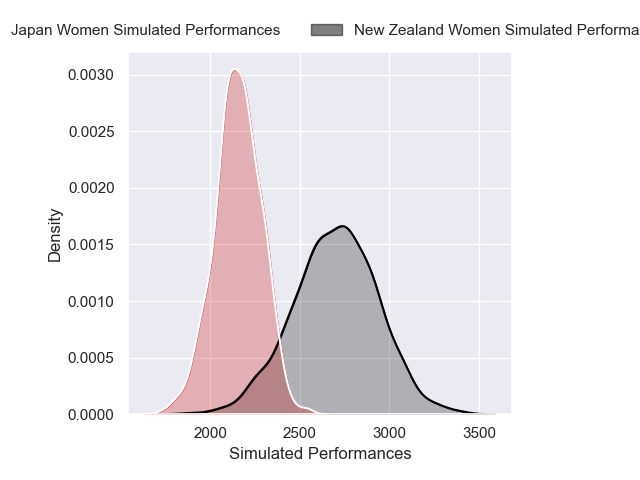 Japan Women Simulated Performances
New Zealand Women Simulated Performa
0.0030
0.0025
0.0020
0.0015
0.0010
0.0005
0.0000
Density
2000 2500 3000 3500
Simulated Performances